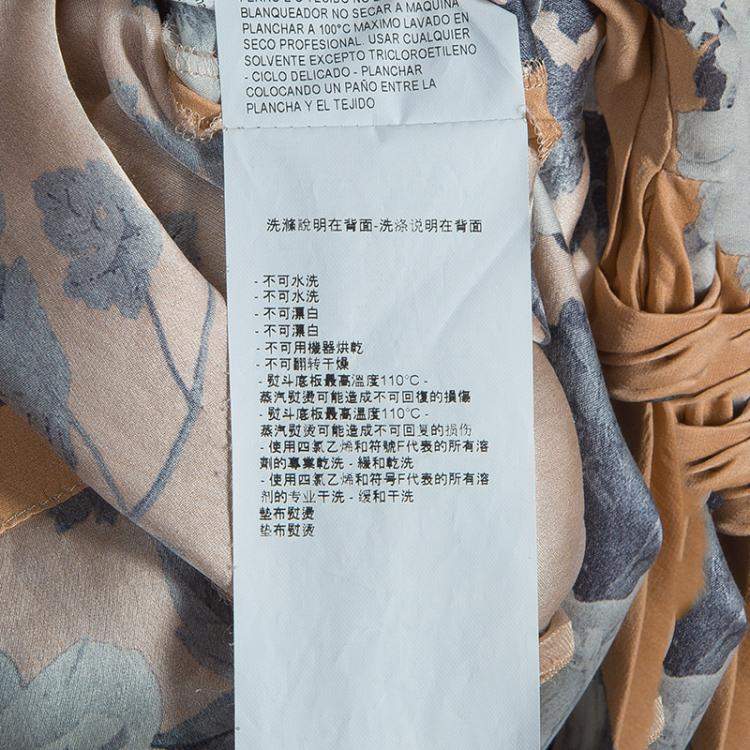 BLANQUEADOR NO SECAR A MAQUINA
PLANCHAR A 100°C MAXIMO LAVADO EN
SECO PROFESIONAL. USAR CUALQUIER
SOLVENTE EXCEPTO TRICLOROETILENO
- CICLO DELICADO - PLANCHAR
COLOCANDO UN PAÑO ENTRE LA
PLANCHA Y EL TEJIDO
洗滌說明在背面-洗涤说明在背面
- 不可水洗
- 不可水洗
- 不可漂白
- 不可漂白
- 不可用機器烘乾
- 不可翻转干燥
- 熨斗底板最高溫度110°C -
蒸汽熨燙可能造成不可回復的損傷
- 熨斗底板最高温度110°C -
蒸汽熨烫可能造成不可回复的损伤
- 使用四氯乙烯和符號F代表的所有溶
劑的專業乾洗 - 緩和乾洗
- 使用四氯乙烯和符号F代表的所有溶
剂的专业干洗 - 缓和干洗
墊布熨燙
垫布熨烫